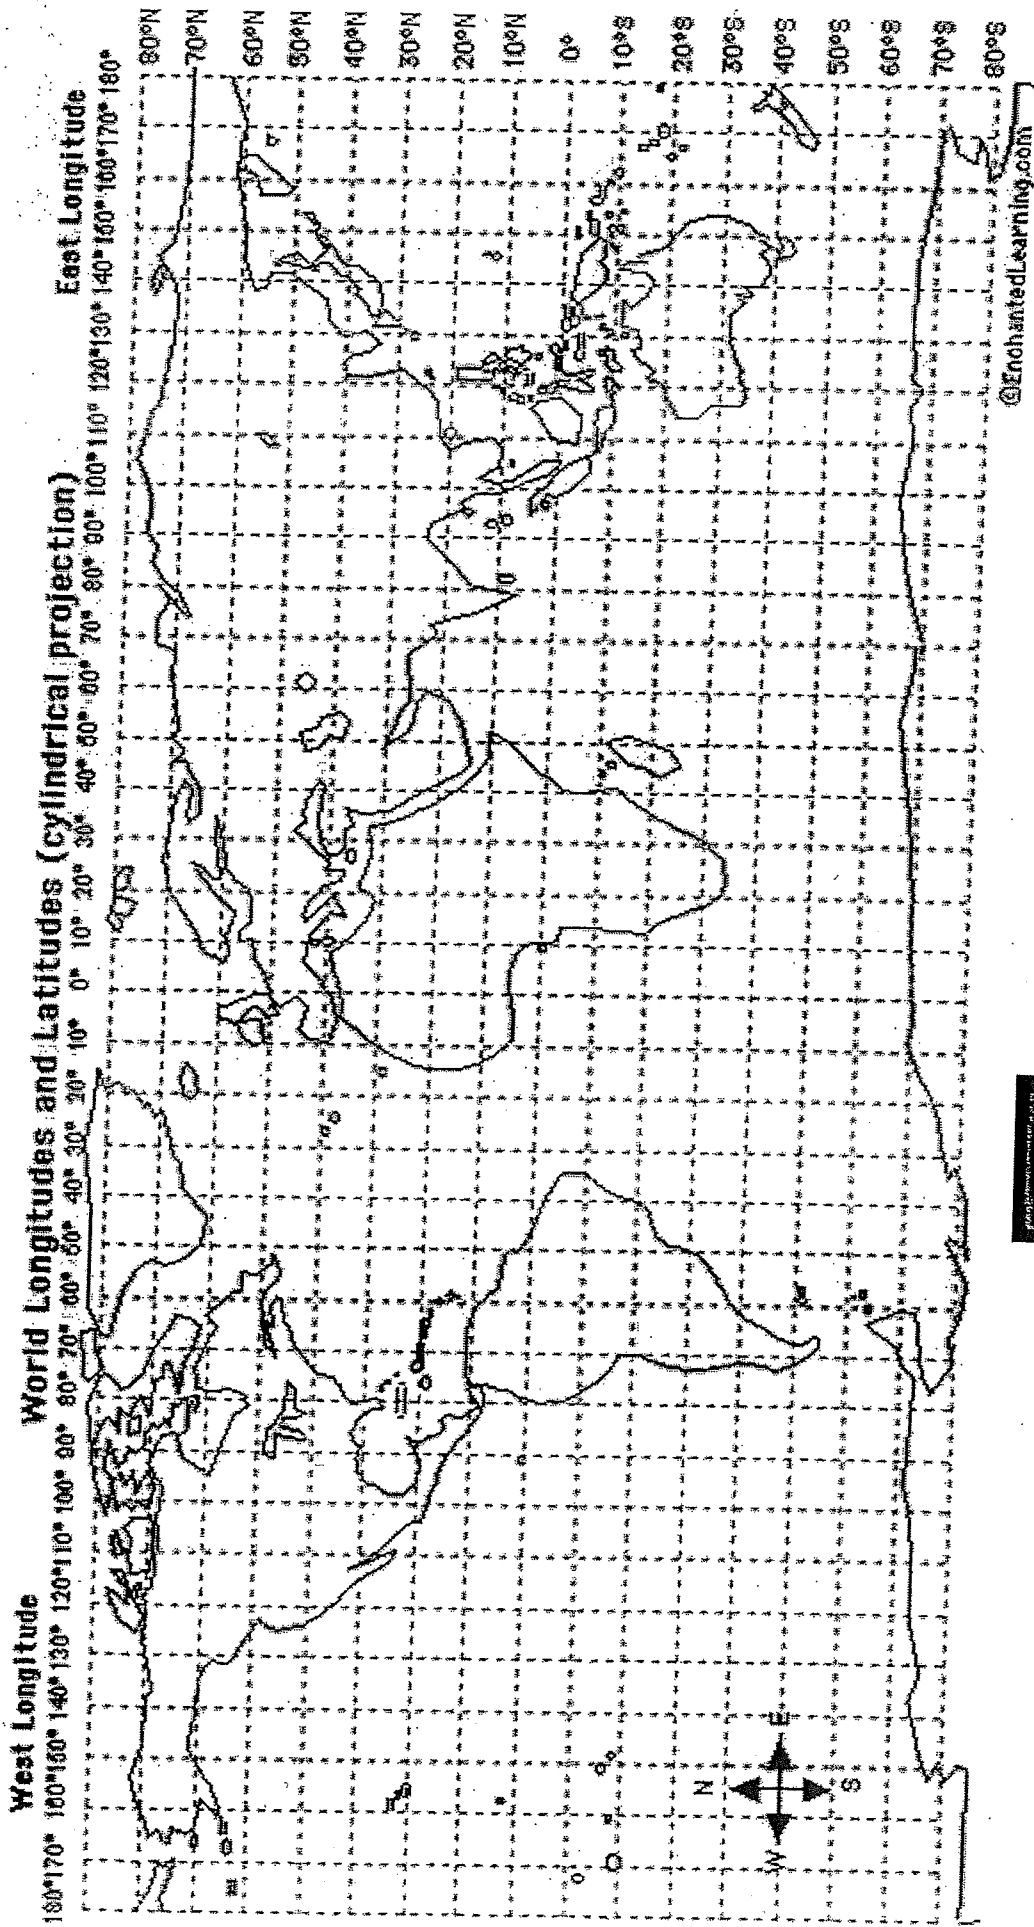 World Longitudes and Latitudes (cylindrical projection)
West Longitude East Longitude
180° 170° 160° 150° 140° 130° 120° 110° 100° 90° 80° 70° 60° 50° 40° 30° 20° 10° 0° 10° 20° 30° 40° 50° 60° 70° 80° 90° 100° 110° 120° 130° 140° 150° 160° 170° 180°
80°N
70°N
60°N
50°N
40°N
30°N
20°N
10°N
0°
10°S
20°S
30°S
40°S
50°S
60°S
70°S
80°S
N
W E
S
©EnchantedLearning.com